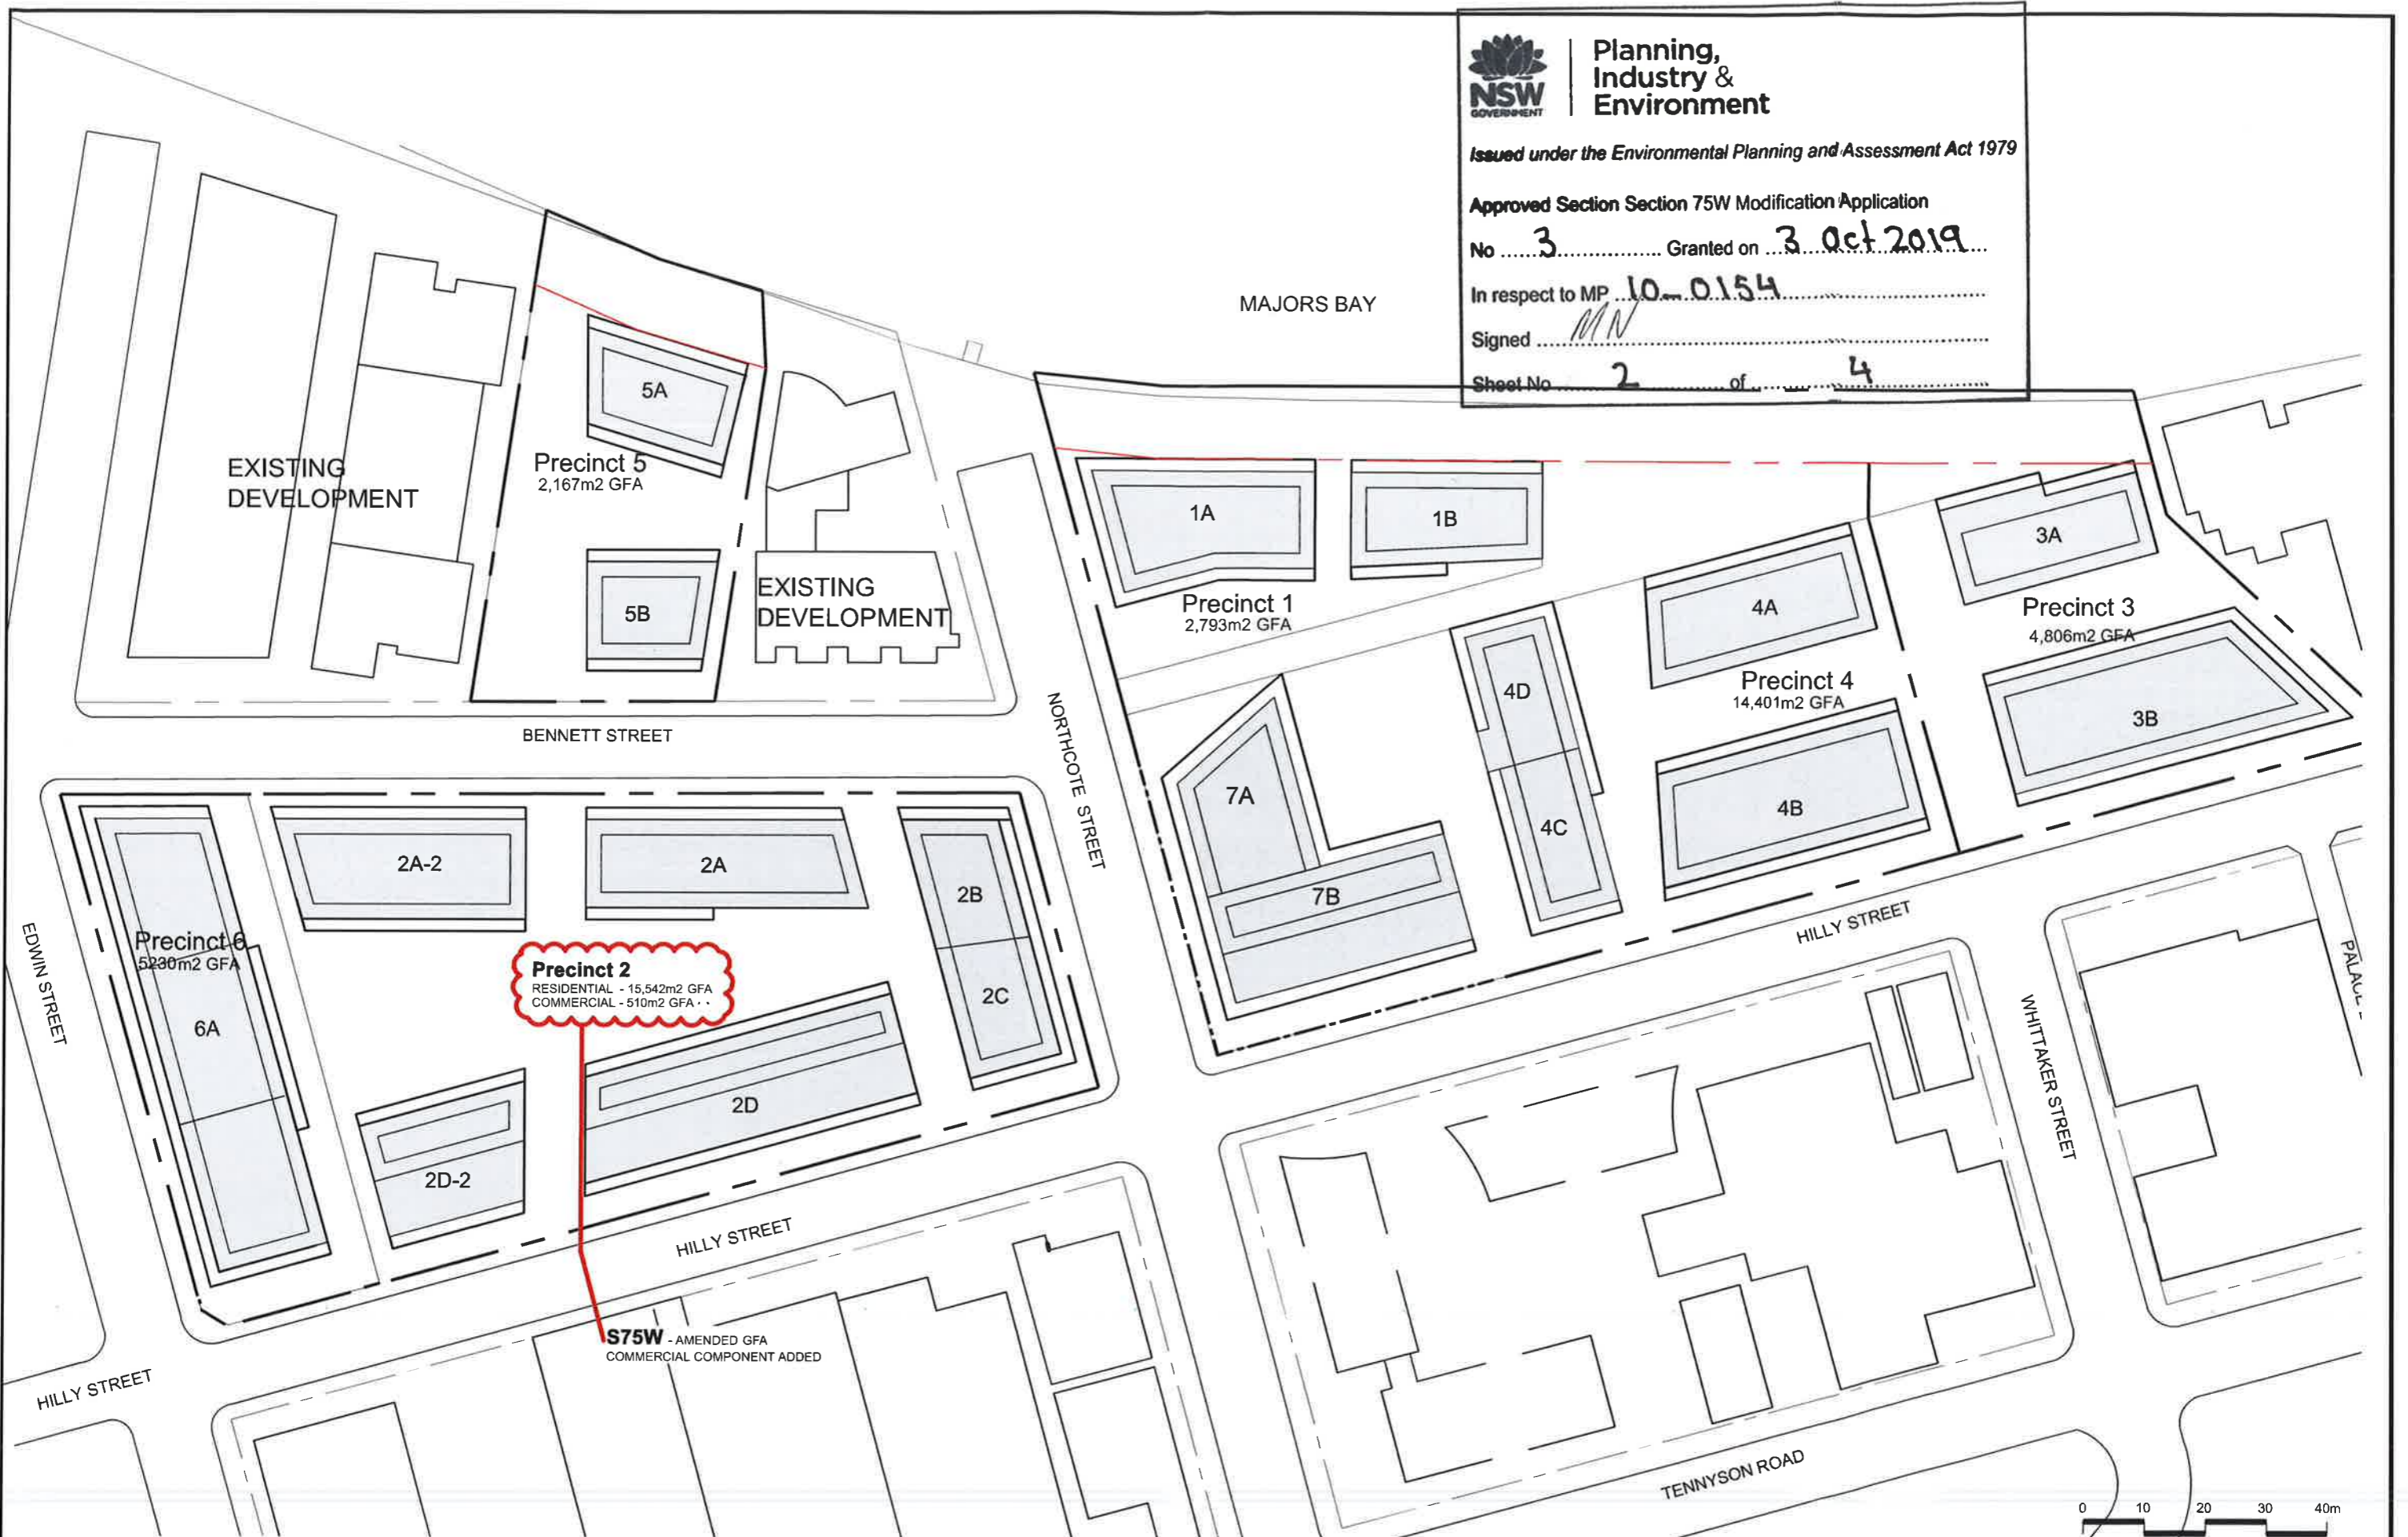 Planning,
Industry &
Environment
NSW
GOVERNMENT
Issued under the Environmental Planning and Assessment Act 1979
Approved Section Section 75W Modification Application
No 3 Granted on 3 Oct 2019
In respect to MP 10-0154
Signed MN
Sheet No 2 of 4
MAJORS BAY
EXISTING
DEVELOPMENT
5A
Precinct 5
2,167m2 GFA
5B
EXISTING
DEVELOPMENT
1A
1B
Precinct 1
2,793m2 GFA
3A
Precinct 3
4,806m2 GFA
3B
4A
Precinct 4
14,401m2 GFA
4B
4D
4C
7A
7B
BENNETT STREET
NORTHCOTE STREET
2A-2
2A
2B
2C
Precinct 6
5230m2 GFA
6A
Precinct 2
RESIDENTIAL - 15,542m2 GFA
COMMERCIAL - 510m2 GFA
2D
2D-2
EDWIN STREET
HILLY STREET
HILLY STREET
HILLY STREET
WHITTAKER STREET
S75W - AMENDED GFA
COMMERCIAL COMPONENT ADDED
TENNYSON ROAD
0 10 20 30 40m